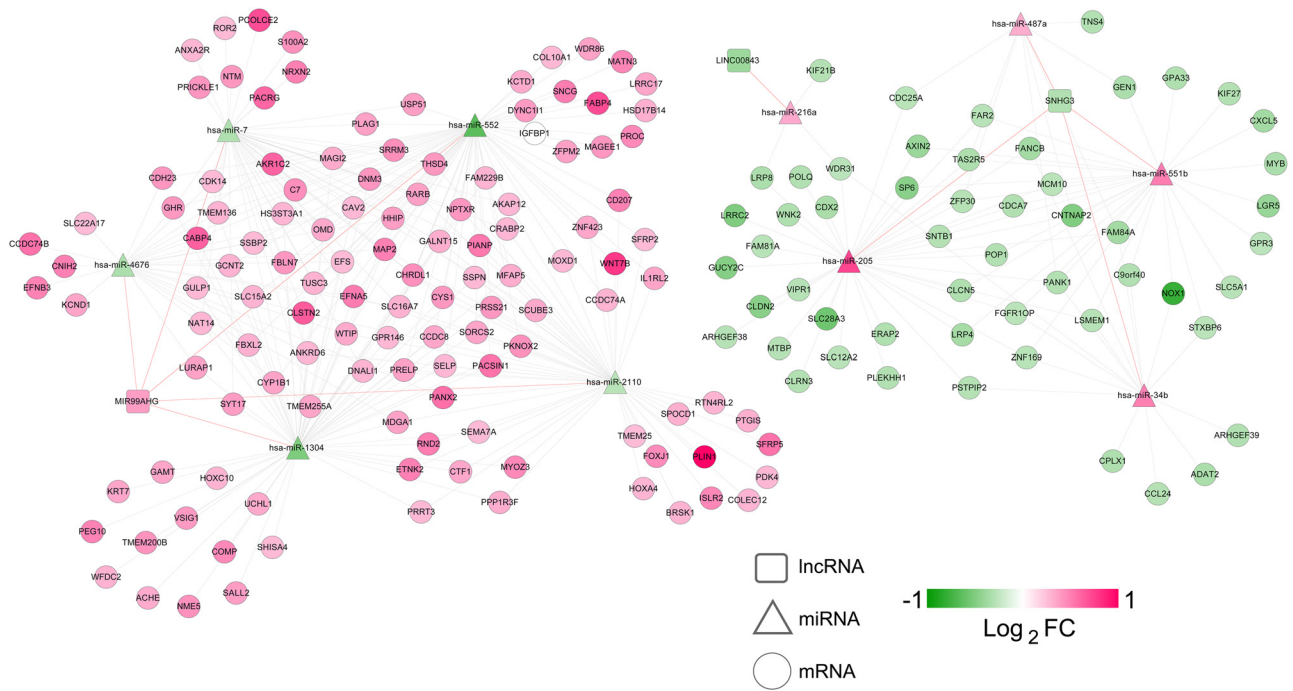 PCOLCE2
ROR2
ANXA2R
S100A2
NTM
NRXN2
PRICKLE1
PACRG
hsa-miR-7
USP51
PLAG1
SRRM3
MAGI2
AKR1C2
DNM3
THSD4
CDH23
CDK14
C7
GHR
TMEM136
HS3ST3A1
CAV2
RARB
HHIP
NPTXR
SLC22A17
CABP4
OMD
CCDC74B
SSBP2
MAP2
GALNT15
PIANP
CNIH2
hsa-miR-4676
GCNT2
FBLN7
EFS
CHRDL1
SSPN
MFAP5
EFNB3
KCND1
GULP1
SLC15A2
TUSC3
EFNA5
CYS1
NAT14
CLSTN2
SLC16A7
PRSS21
SCUBE3
FBXL2
WTIP
GPR146
CCDC8
SORCS2
PKNOX2
ANKRD6
DNALI1
PRELP
SELP
PACSIN1
LURAP1
CYP1B1
MIR99AHG
SYT17
TMEM255A
PANX2
hsa-miR-2110
MDGA1
RND2
SEMA7A
hsa-miR-1304
ETNK2
CTF1
MYOZ3
PRRT3
PPP1R3F
GAMT
HOXC10
KRT7
UCHL1
VSIG1
PEG10
TMEM200B
COMP
SHISA4
WFDC2
ACHE
NME5
SALL2
WDR86
COL10A1
MATN3
KCTD1
SNCG
LRRC17
DYNC1I1
FABP4
HSD17B14
hsa-miR-552
IGFBP1
PROC
ZFPM2
MAGEE1
FAM229B
AKAP12
CD207
CRABP2
ZNF423
SFRP2
MOXD1
WNT7B
IL1RL2
CCDC74A
RTN4RL2
SPOCD1
PTGIS
TMEM25
FOXJ1
PLIN1
SFRP5
PDK4
HOXA4
ISLR2
COLEC12
BRSK1
hsa-miR-487a
TNS4
LINC00843
KIF21B
hsa-miR-216a
CDC25A
SNHG3
GEN1
GPA33
KIF27
FAR2
CXCL5
AXIN2
FANCB
TAS2R5
MYB
LRP8
POLQ
WDR31
hsa-miR-551b
SP6
MCM10
ZFP30
CDCA7
LGR5
LRRC2
WNK2
CDX2
CNTNAP2
FAM84A
GPR3
FAM81A
SNTB1
POP1
GUCY2C
hsa-miR-205
C9orf40
PANK1
SLC5A1
VIPR1
CLCN5
NOX1
CLDN2
SLC28A3
FGFR1OP
LSMEM1
STXBP6
ARHGEF38
ERAP2
LRP4
MTBP
SLC12A2
ZNF169
CLRN3
PLEKHH1
PSTPIP2
hsa-miR-34b
ARHGEF39
CPLX1
ADAT2
CCL24
lncRNA
miRNA
mRNA
-1 1
Log 2 FC